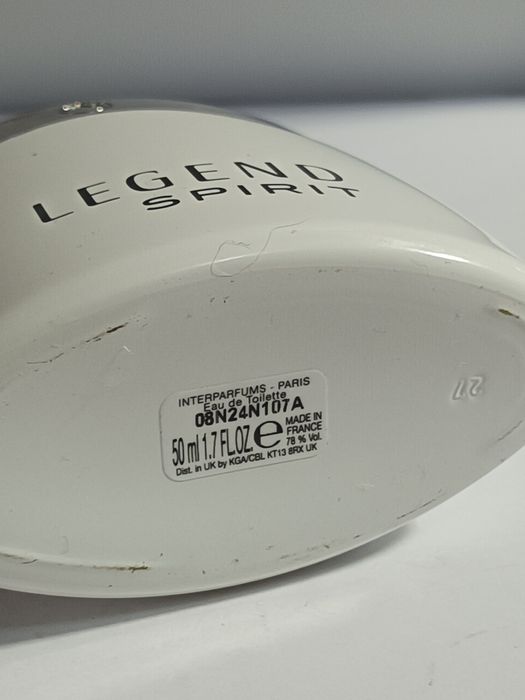 LEGEND
SPIRIT
INTERPARFUMS - PARIS
Eau de Toilette
08N24N107A
50 ml 1.7 FL.OZ. e MADE IN
FRANCE
78 % Vol.
Dist. in UK by KGA/CBL KT13 8RX UK
27